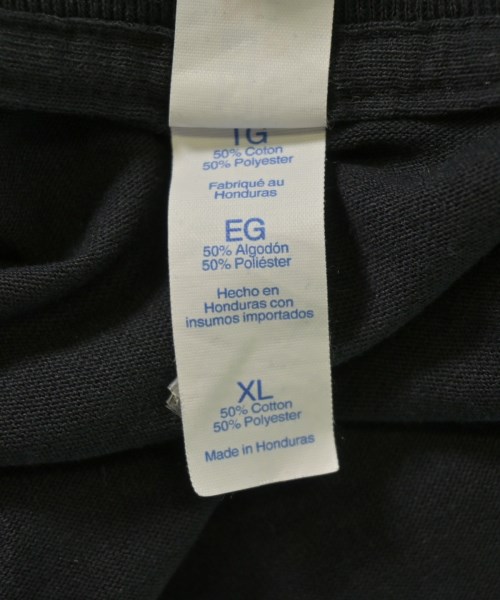 TG
50% Coton
50% Polyester
Fabriqué au
Honduras
EG
50% Algodón
50% Poliéster
Hecho en
Honduras con
insumos importados
XL
50% Cotton
50% Polyester
Made in Honduras